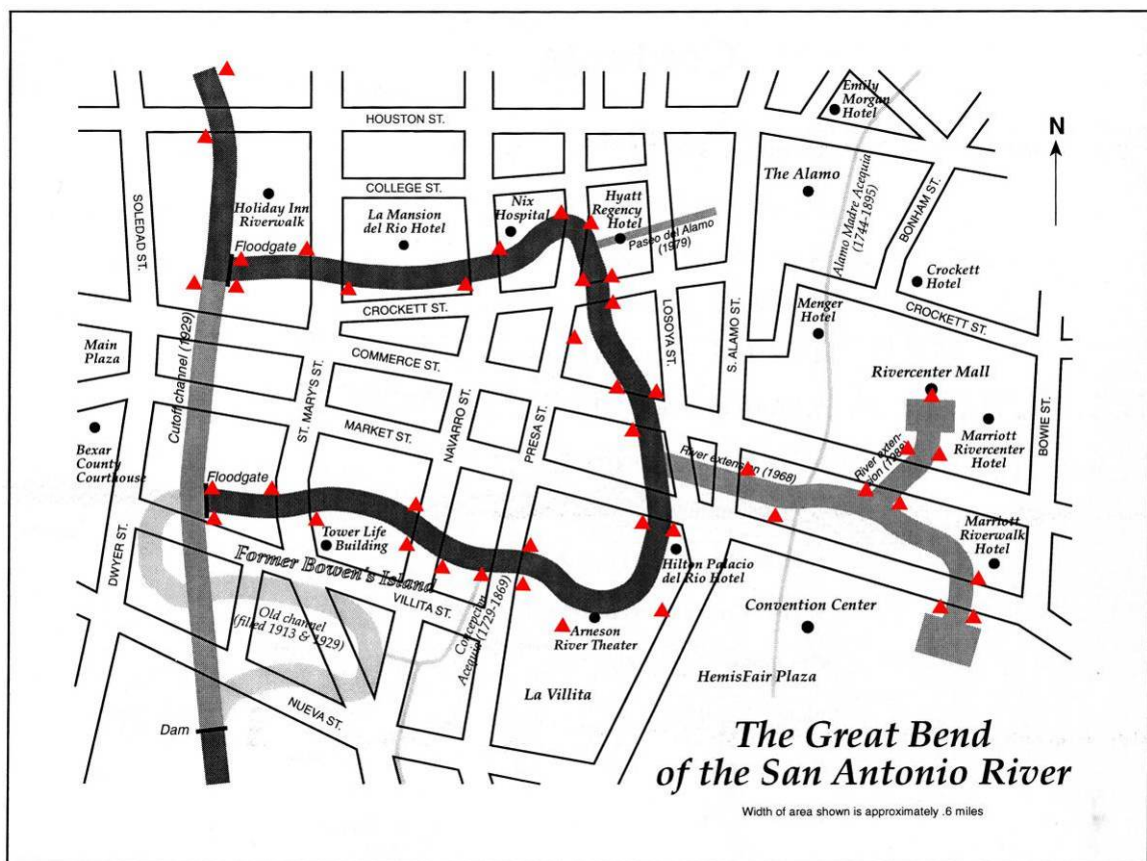 Emily
Morgan
Hotel
N
HOUSTON ST.
COLLEGE ST.
SOLEDAD ST.
Holiday Inn
Riverwalk
La Mansion
del Rio Hotel
Nix
Hospital
Hyatt
Regency
Hotel
Paseo del Alamo
(1979)
The Alamo
Alamo Madre Acequia
(1744-1895)
BONHAM ST.
Floodgate
Crockett
Hotel
CROCKETT ST.
LOSOYA ST.
S. ALAMO ST.
Menger
Hotel
CROCKETT ST.
Main
Plaza
Cutoff channel (1929)
COMMERCE ST.
Rivercenter Mall
ST. MARY'S ST.
MARKET ST.
NAVARRO ST.
PRESA ST.
BOWIE ST.
Bexar
County
Courthouse
Marriott
Rivercenter
Hotel
River extension (1968)
River exten-
sion (1988)
Floodgate
Tower Life
Building
Marriott
Riverwalk
Hotel
DWYER ST.
Former Bowen's Island
Hilton Palacio
del Rio Hotel
VILLITA ST.
Concepcion
Acequia (1729-1869)
Old channel
(filled 1913 & 1929)
Arneson
River Theater
Convention Center
La Villita
HemisFair Plaza
NUEVA ST.
Dam
The Great Bend
of the San Antonio River
Width of area shown is approximately .6 miles